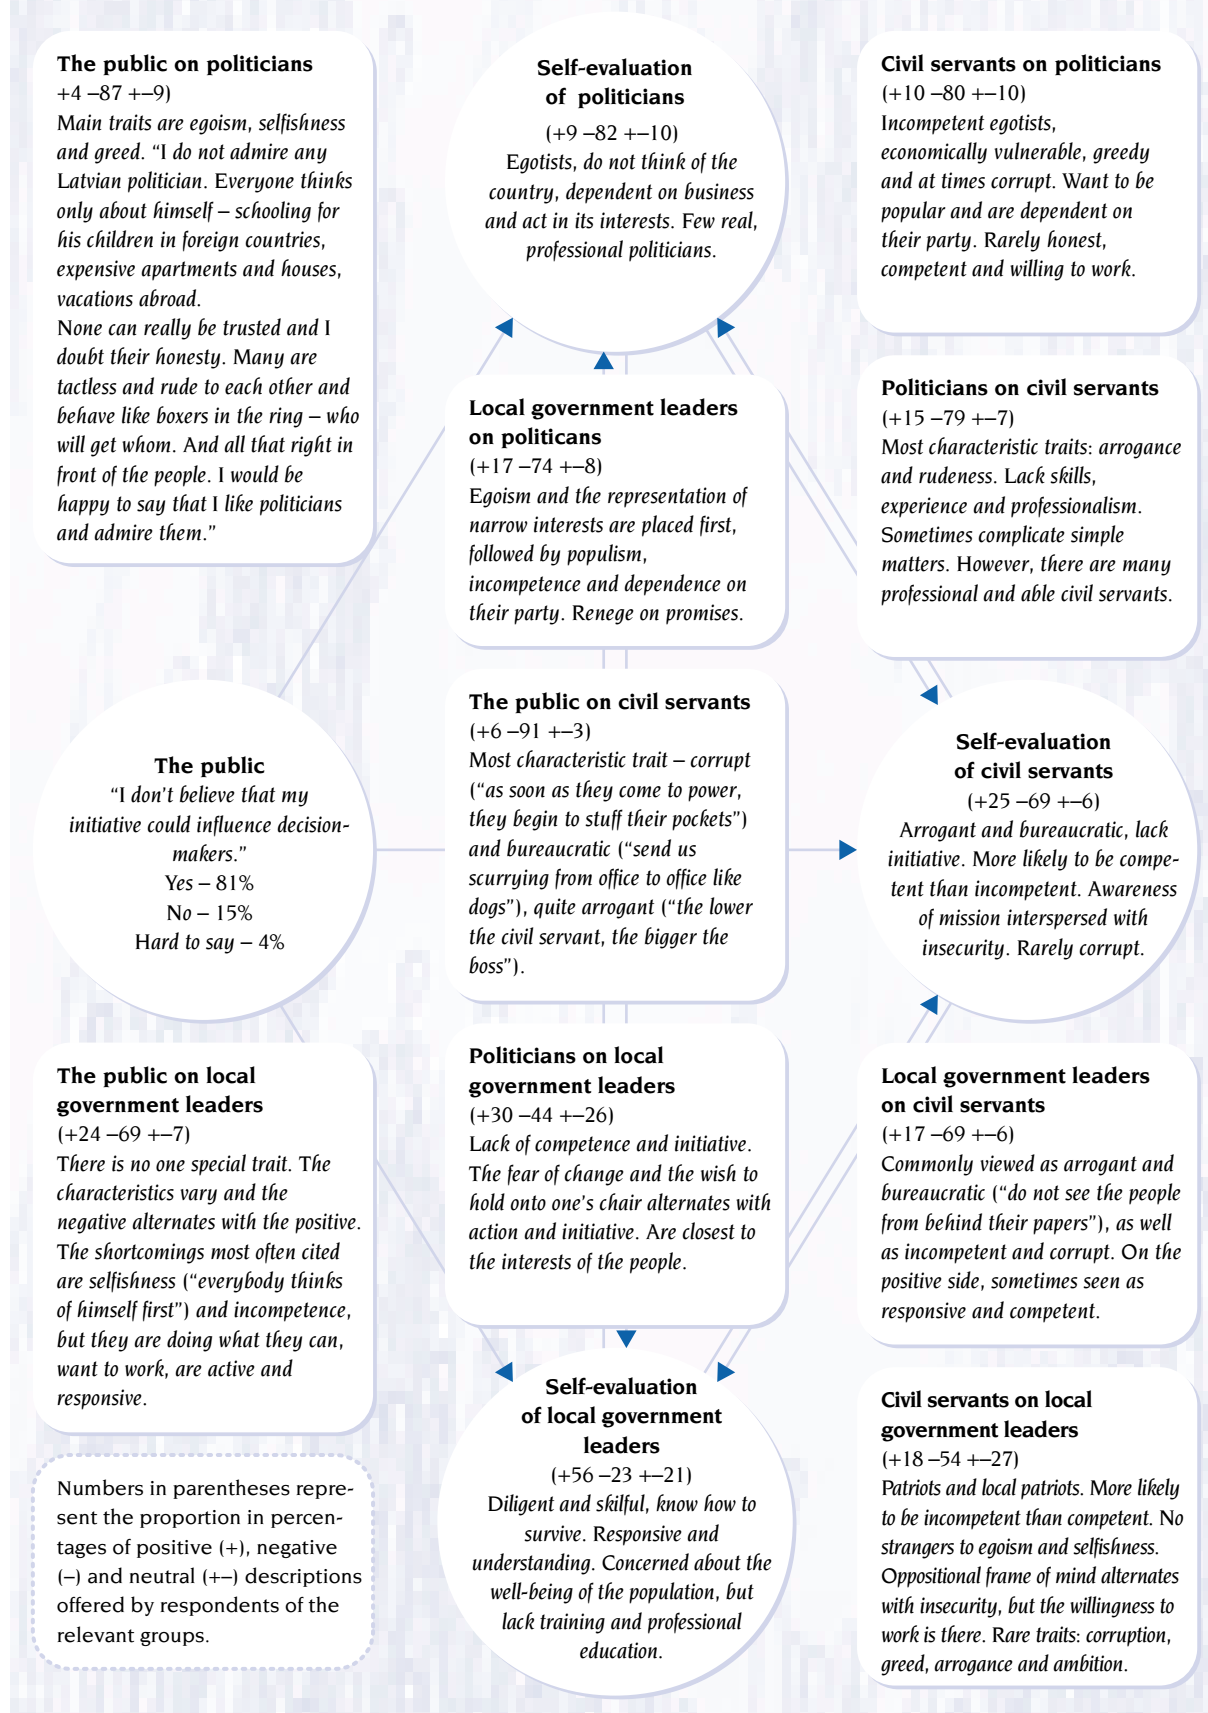 The public on politicians
+4 –87 +–9)
Main traits are egoism, selfishness
and greed. “I do not admire any
Latvian politician. Everyone thinks
only about himself – schooling for
his children in foreign countries,
expensive apartments and houses,
vacations abroad.
None can really be trusted and I
doubt their honesty. Many are
tactless and rude to each other and
behave like boxers in the ring – who
will get whom. And all that right in
front of the people. I would be
happy to say that I like politicians
and admire them.”
Self-evaluation
of politicians
(+9 –82 +–10)
Egotists, do not think of the
country, dependent on business
and act in its interests. Few real,
professional politicians.
Civil servants on politicians
(+10 –80 +–10)
Incompetent egotists,
economically vulnerable, greedy
and at times corrupt. Want to be
popular and are dependent on
their party. Rarely honest,
competent and willing to work.
Local government leaders
on politicans
(+17 –74 +–8)
Egoism and the representation of
narrow interests are placed first,
followed by populism,
incompetence and dependence on
their party. Renege on promises.
Politicians on civil servants
(+15 –79 +–7)
Most characteristic traits: arrogance
and rudeness. Lack skills,
experience and professionalism.
Sometimes complicate simple
matters. However, there are many
professional and able civil servants.
The public
“I don’t believe that my
initiative could influence decision-
makers.”
Yes – 81%
No – 15%
Hard to say – 4%
The public on civil servants
(+6 –91 +–3)
Most characteristic trait – corrupt
(“as soon as they come to power,
they begin to stuff their pockets”)
and bureaucratic (“send us
scurrying from office to office like
dogs”), quite arrogant (“the lower
the civil servant, the bigger the
boss”).
Self-evaluation
of civil servants
(+25 –69 +–6)
Arrogant and bureaucratic, lack
initiative. More likely to be compe-
tent than incompetent. Awareness
of mission interspersed with
insecurity. Rarely corrupt.
The public on local
government leaders
(+24 –69 +–7)
There is no one special trait. The
characteristics vary and the
negative alternates with the positive.
The shortcomings most often cited
are selfishness (“everybody thinks
of himself first”) and incompetence,
but they are doing what they can,
want to work, are active and
responsive.
Politicians on local
government leaders
(+30 –44 +–26)
Lack of competence and initiative.
The fear of change and the wish to
hold onto one’s chair alternates with
action and initiative. Are closest to
the interests of the people.
Local government leaders
on civil servants
(+17 –69 +–6)
Commonly viewed as arrogant and
bureaucratic (“do not see the people
from behind their papers”), as well
as incompetent and corrupt. On the
positive side, sometimes seen as
responsive and competent.
Numbers in parentheses repre-
sent the proportion in percen-
tages of positive (+), negative
(–) and neutral (+–) descriptions
offered by respondents of the
relevant groups.
Self-evaluation
of local government
leaders
(+56 –23 +–21)
Diligent and skilful, know how to
survive. Responsive and
understanding. Concerned about the
well-being of the population, but
lack training and professional
education.
Civil servants on local
government leaders
(+18 –54 +–27)
Patriots and local patriots. More likely
to be incompetent than competent. No
strangers to egoism and selfishness.
Oppositional frame of mind alternates
with insecurity, but the willingness to
work is there. Rare traits: corruption,
greed, arrogance and ambition.